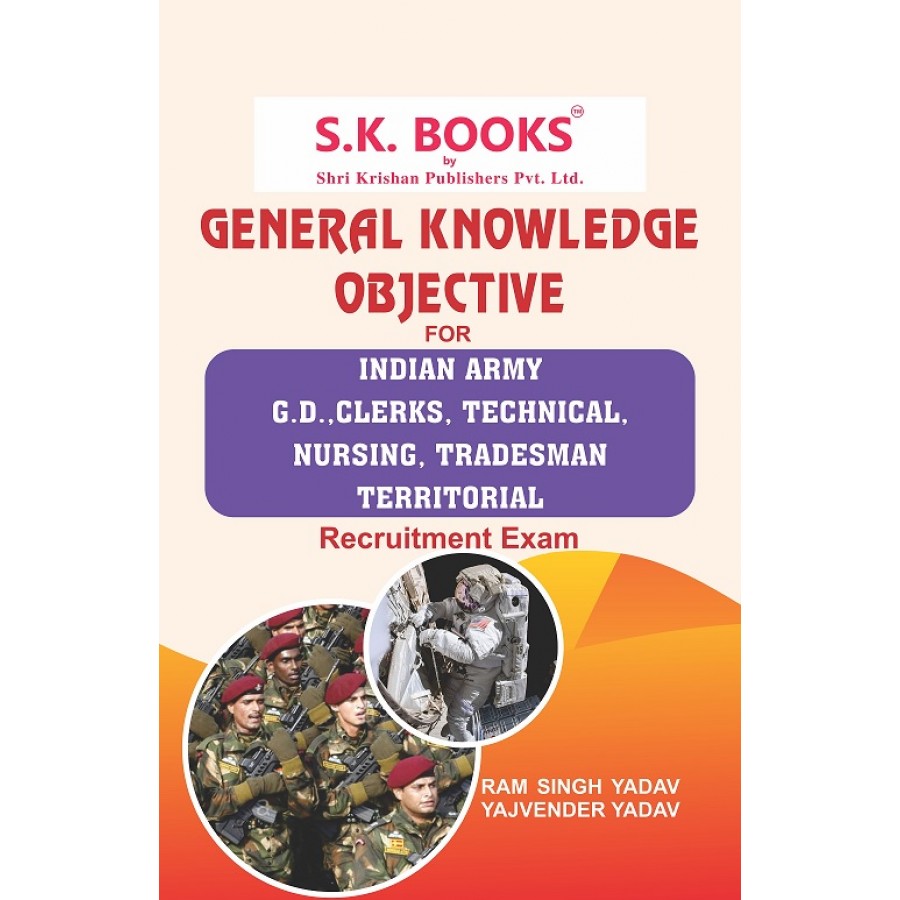 S.K. BOOKS™
by
Shri Krishan Publishers Pvt. Ltd.
GENERAL KNOWLEDGE
OBJECTIVE
FOR
INDIAN ARMY
G.D.,CLERKS, TECHNICAL,
NURSING, TRADESMAN
TERRITORIAL
Recruitment Exam
RAM SINGH YADAV
YAJVENDER YADAV